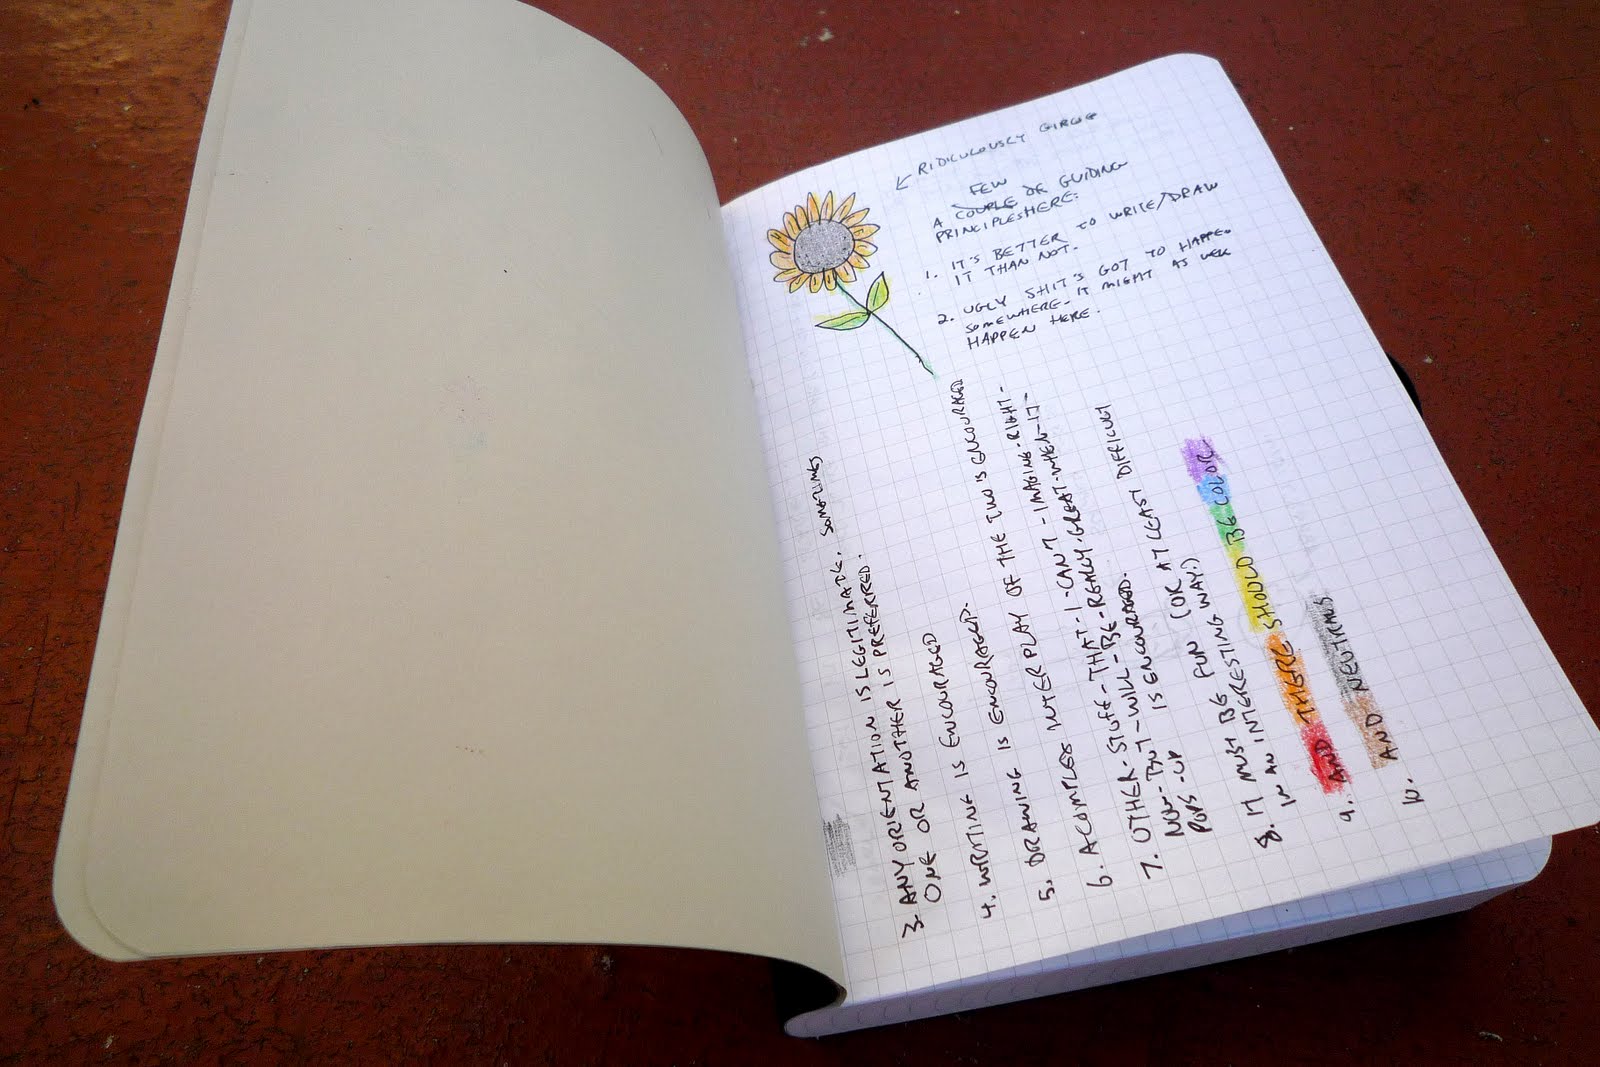 ← RIDICULOUSLY GIRLIE
FEW
A COUPLE OF GUIDING
PRINCIPLES HERE:
1. IT'S BETTER TO WRITE/DRAW
IT THAN NOT.
2. UGLY SHIT'S GOT TO HAPPEN
SOMEWHERE. IT MIGHT AS WELL
HAPPEN HERE.
3. ANY ORIENTATION IS LEGITIMATE. SOMETIMES
ONE OR ANOTHER IS PREFERRED.
4. WRITING IS ENCOURAGED
5. DRAWING IS ENCOURAGED.
6. A COMPLEX INTERPLAY OF THE TWO IS ENCOURAGED
7. OTHER-STUFF-THAT-I-CAN'T-IMAGING-RIGHT-
NOW-BUT-WILL-BE-REALLY-GREAT-WHEN-IT-
POPS-UP IS ENCOURAGED.
8. IT MUST BE FUN (OR AT LEAST DIFFICULT
IN AN INTERESTING WAY.)
9. AND THERE SHOULD BE COLOR
10. AND NEUTRALS